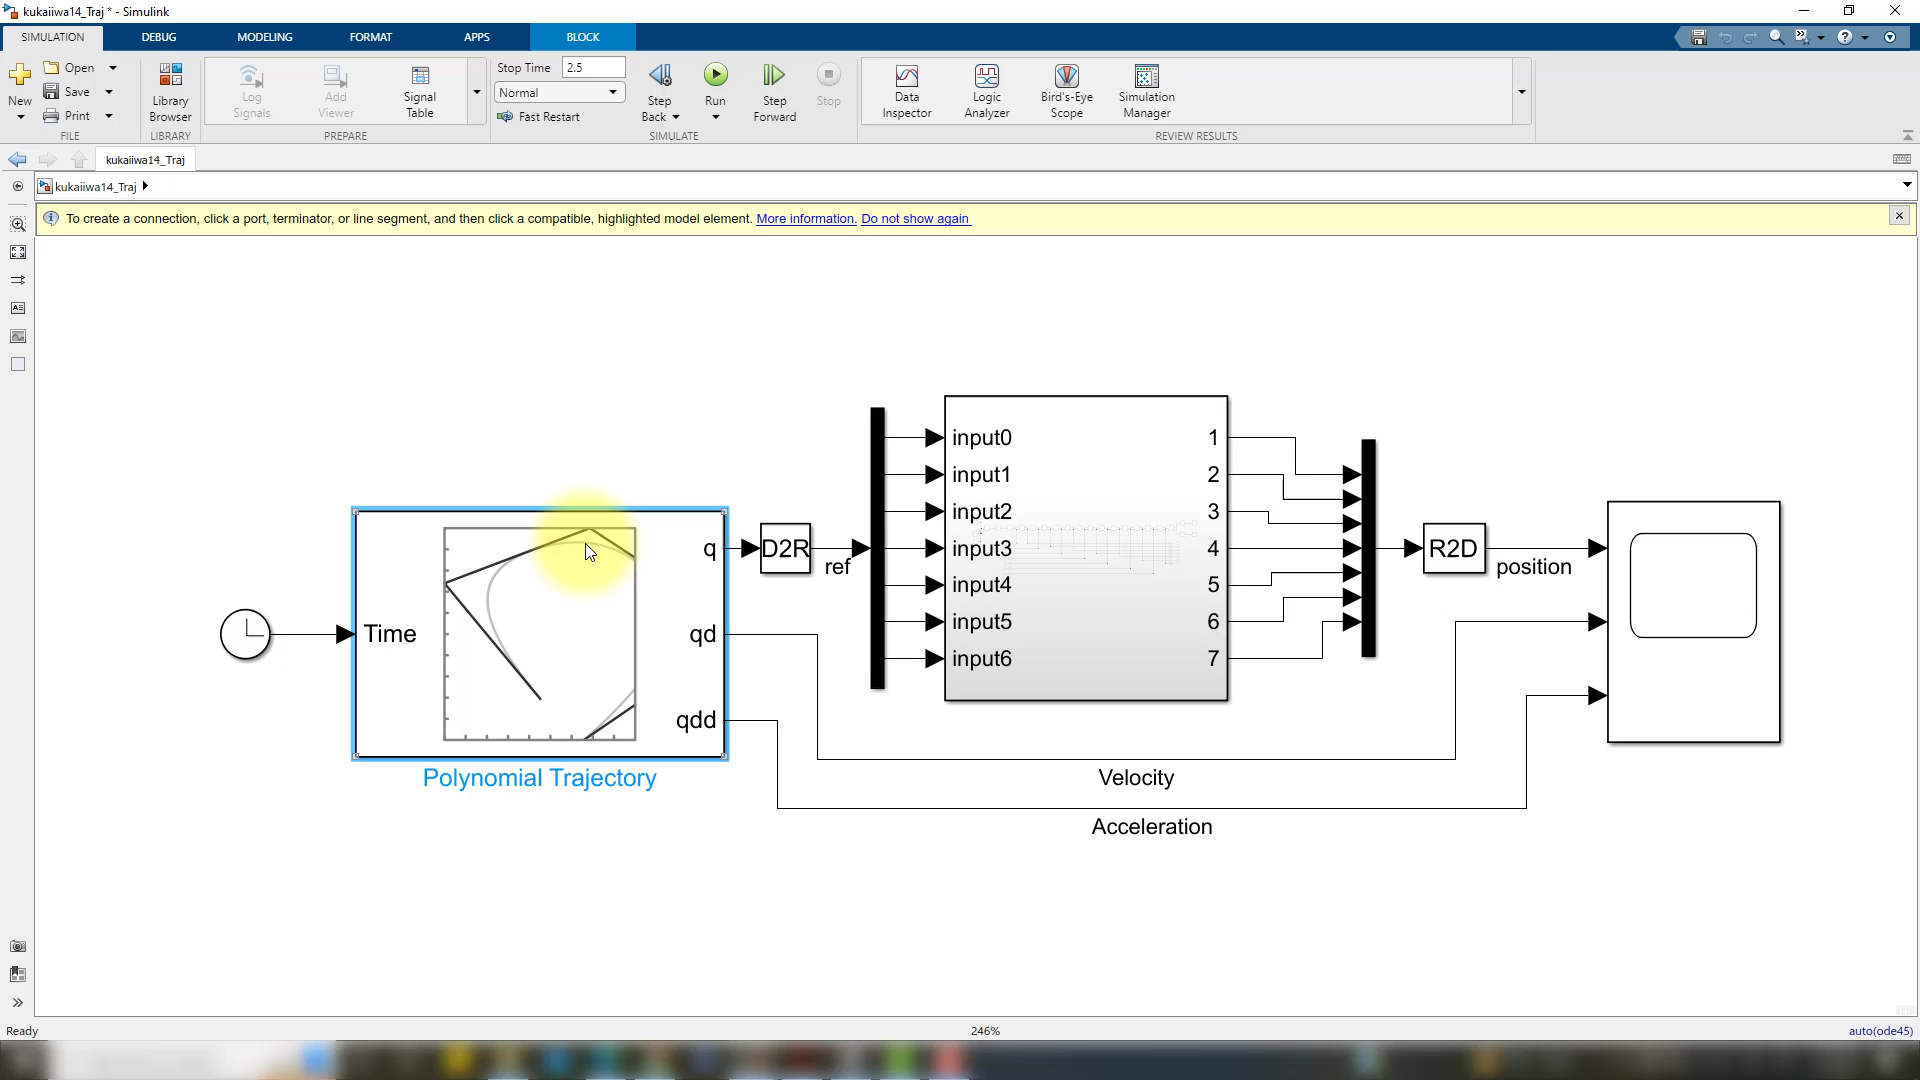 kukaiiwa14_Traj * - Simulink
SIMULATION DEBUG MODELING FORMAT APPS BLOCK
New
Open
Save
Print
FILE
Library Browser
LIBRARY
Log Signals
Add Viewer
Signal Table
PREPARE
Stop Time 2.5
Normal
Fast Restart
Step Back
Run
Step Forward
Stop
SIMULATE
Data Inspector
Logic Analyzer
Bird's-Eye Scope
Simulation Manager
REVIEW RESULTS
kukaiiwa14_Traj
kukaiiwa14_Traj
To create a connection, click a port, terminator, or line segment, and then click a compatible, highlighted model element. More information. Do not show again
Time
q
qd
qdd
Polynomial Trajectory
D2R
ref
input0 1
input1 2
input2 3
input3 4
input4 5
input5 6
input6 7
R2D
position
Velocity
Acceleration
Ready 246% auto(ode45)